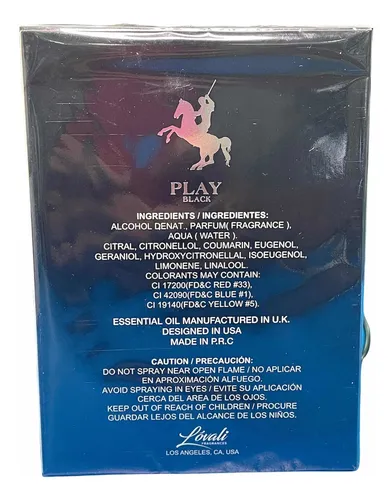 PLAY
BLACK
INGREDIENTS / INGREDIENTES:
ALCOHOL DENAT., PARFUM( FRAGRANCE ),
AQUA ( WATER ).
CITRAL, CITRONELLOL, COUMARIN, EUGENOL,
GERANIOL, HYDROXYCITRONELLAL, ISOEUGENOL,
LIMONENE, LINALOOL.
COLORANTS MAY CONTAIN:
CI 17200(FD&C RED #33),
CI 42090(FD&C BLUE #1),
CI 19140(FD&C YELLOW #5).
ESSENTIAL OIL MANUFACTURED IN U.K.
DESIGNED IN USA
MADE IN P.R.C
CAUTION / PRECAUCIÓN:
DO NOT SPRAY NEAR OPEN FLAME / NO APLICAR
EN APROXIMACIÓN ALFUEGO.
AVOID SPRAYING IN EYES / EVITE SU APLICACIÓN
CERCA DEL AREA DE LOS OJOS.
KEEP OUT OF REACH OF CHILDREN / PROCURE
GUARDAR LEJOS DEL ALCANCE DE LOS NIÑOS.
Lóvali
FRAGRANCES
LOS ANGELES, CA, USA